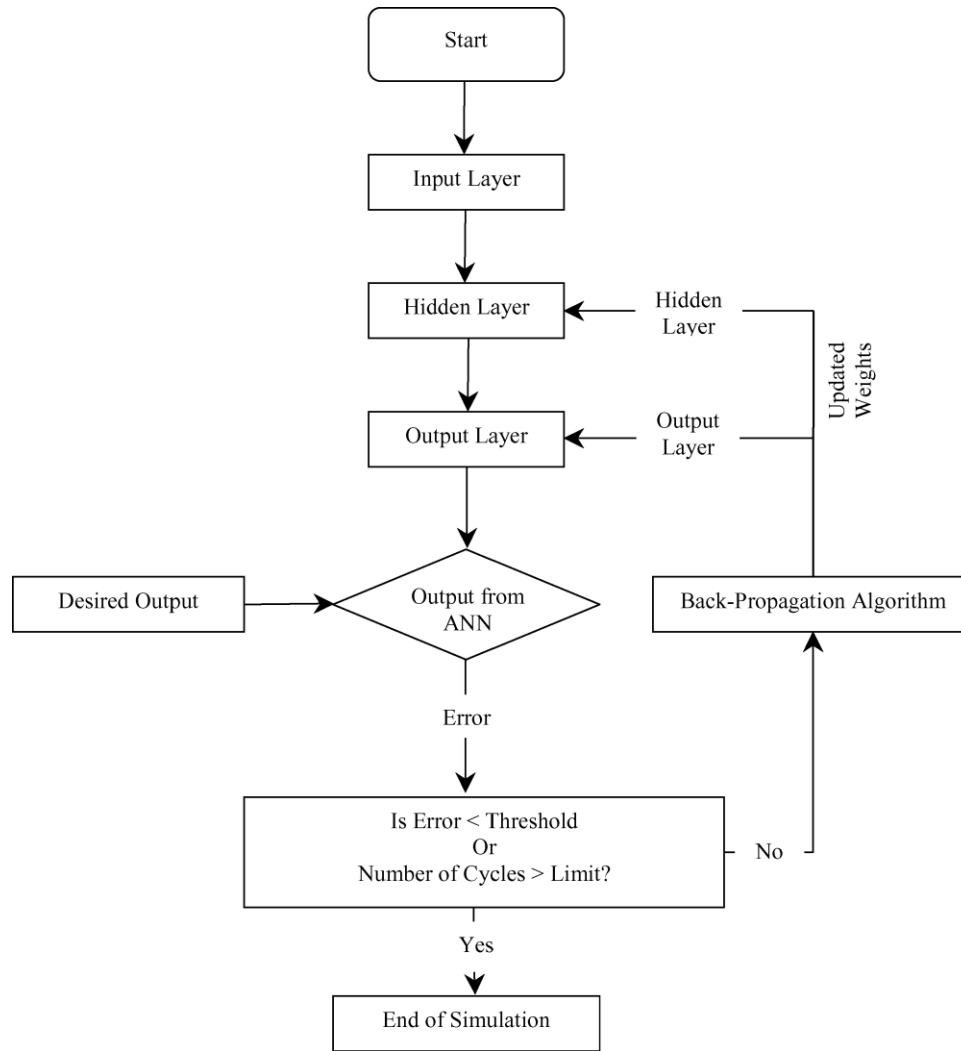 Start
Input Layer
Hidden Layer
Hidden
Layer
Updated
Weights
Output Layer
Output
Layer
Desired Output
Output from
ANN
Back-Propagation Algorithm
Error
Is Error < Threshold
Or
Number of Cycles > Limit?
No
Yes
End of Simulation